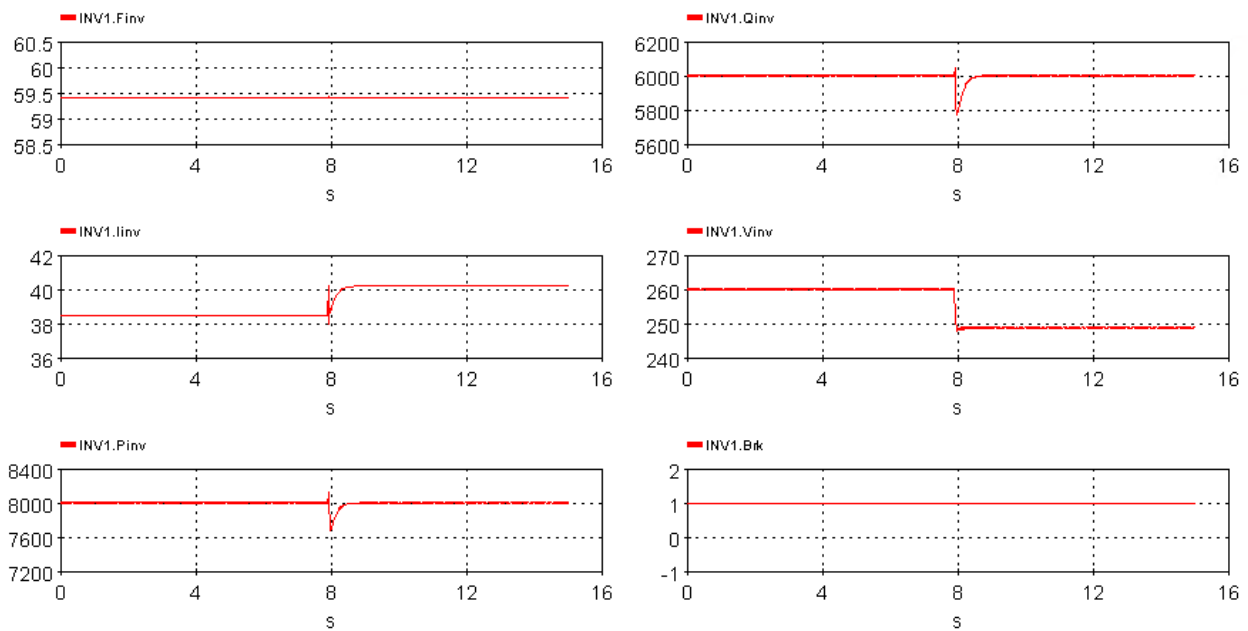 INV1.Finv
60.5
60
59.5
59
58.5
0 4 8 12 16
s
INV1.Qinv
6200
6000
5800
5600
0 4 8 12 16
s
INV1.Iinv
42
40
38
36
0 4 8 12 16
s
INV1.Vinv
270
260
250
240
0 4 8 12 16
s
INV1.Pinv
8400
8000
7600
7200
0 4 8 12 16
s
INV1.Brk
2
1
0
-1
0 4 8 12 16
s